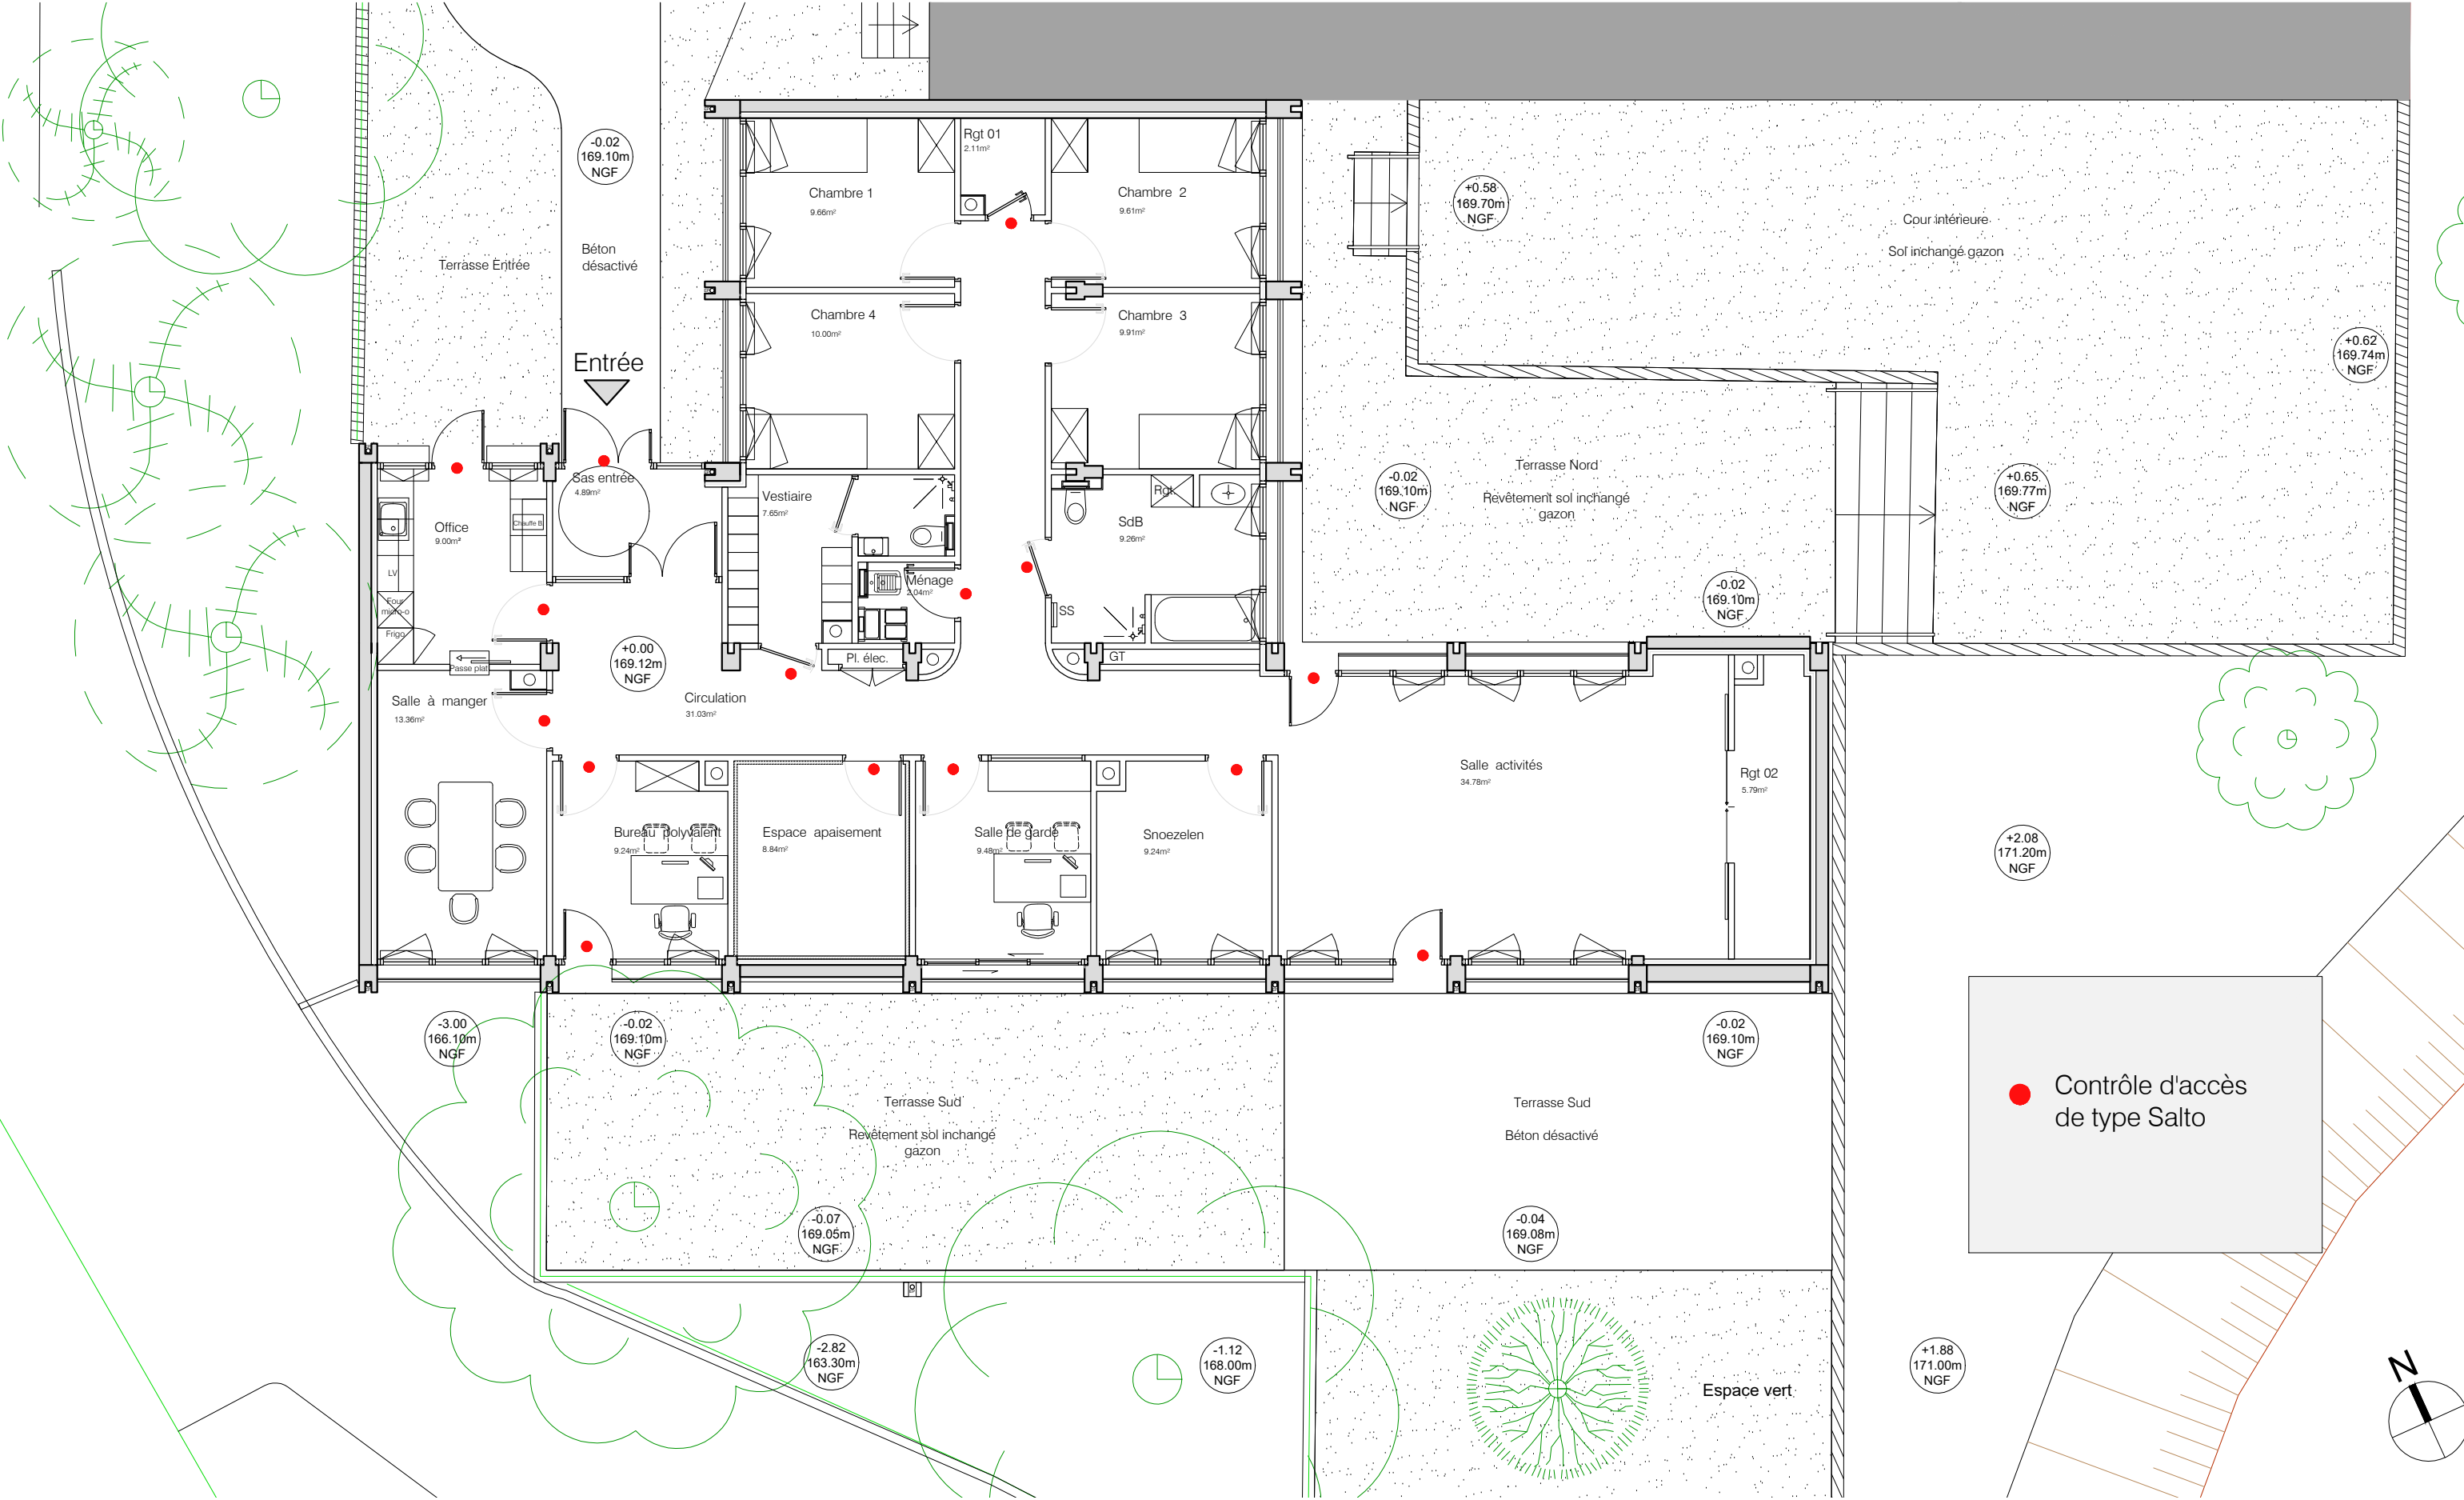 Rgt 01
2.11m²
-0.02
169.10m
NGF
Chambre 1
9.66m²
Chambre 2
9.61m²
+0.58
169.70m
NGF
Cour intérieure
Sol inchangé gazon
Terrasse Entrée
Béton
désactivé
Chambre 4
10.00m²
Chambre 3
9.91m²
+0.62
169.74m
NGF
Entrée
Sas entrée
4.89m²
Vestiaire
7.65m²
Rgt
SdB
9.26m²
-0.02
169.10m
NGF
Terrasse Nord
Revêtement sol inchangé
gazon
+0.65
169.77m
NGF
Office
9.00m²
Chauffe B.
LV
Four
micro-o
Frigo
Passe plat
Ménage
2.04m²
SS
-0.02
169.10m
NGF
+0.00
169.12m
NGF
Pl. élec.
GT
Salle à manger
13.36m²
Circulation
31.03m²
Salle activités
34.78m²
Rgt 02
5.79m²
Bureau polyvalent
9.24m²
Espace apaisement
8.84m²
Salle de garde
9.48m²
Snoezelen
9.24m²
+2.08
171.20m
NGF
-3.00
166.10m
NGF
-0.02
169.10m
NGF
-0.02
169.10m
NGF
Terrasse Sud
Revêtement sol inchangé
gazon
Terrasse Sud
Béton désactivé
Contrôle d'accès
de type Salto
-0.07
169.05m
NGF
-0.04
169.08m
NGF
-2.82
163.30m
NGF
-1.12
168.00m
NGF
Espace vert
+1.88
171.00m
NGF
N